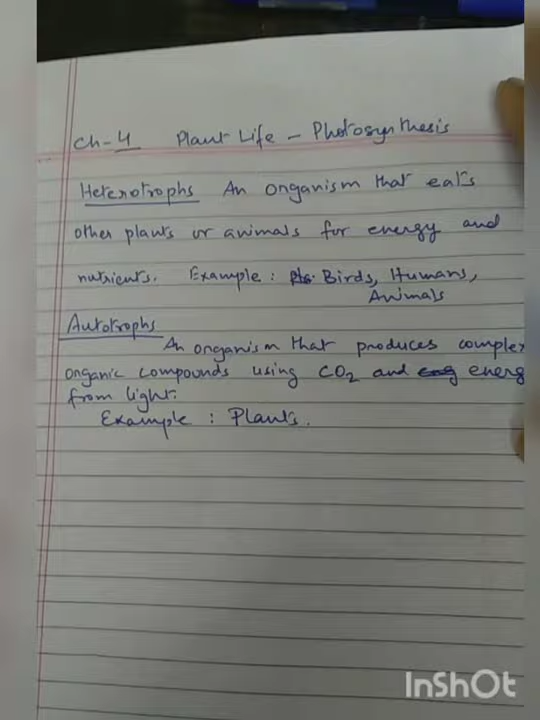 Ch-4 Plant Life - Photosynthesis
Heterotrophs An organism that eats
other plants or animals for energy and
nutrients. Example : Birds, Humans,
Animals
Autotrophs
An organism that produces complex
organic compounds using CO2 and energ
from light.
Example : Plants.
InShOt